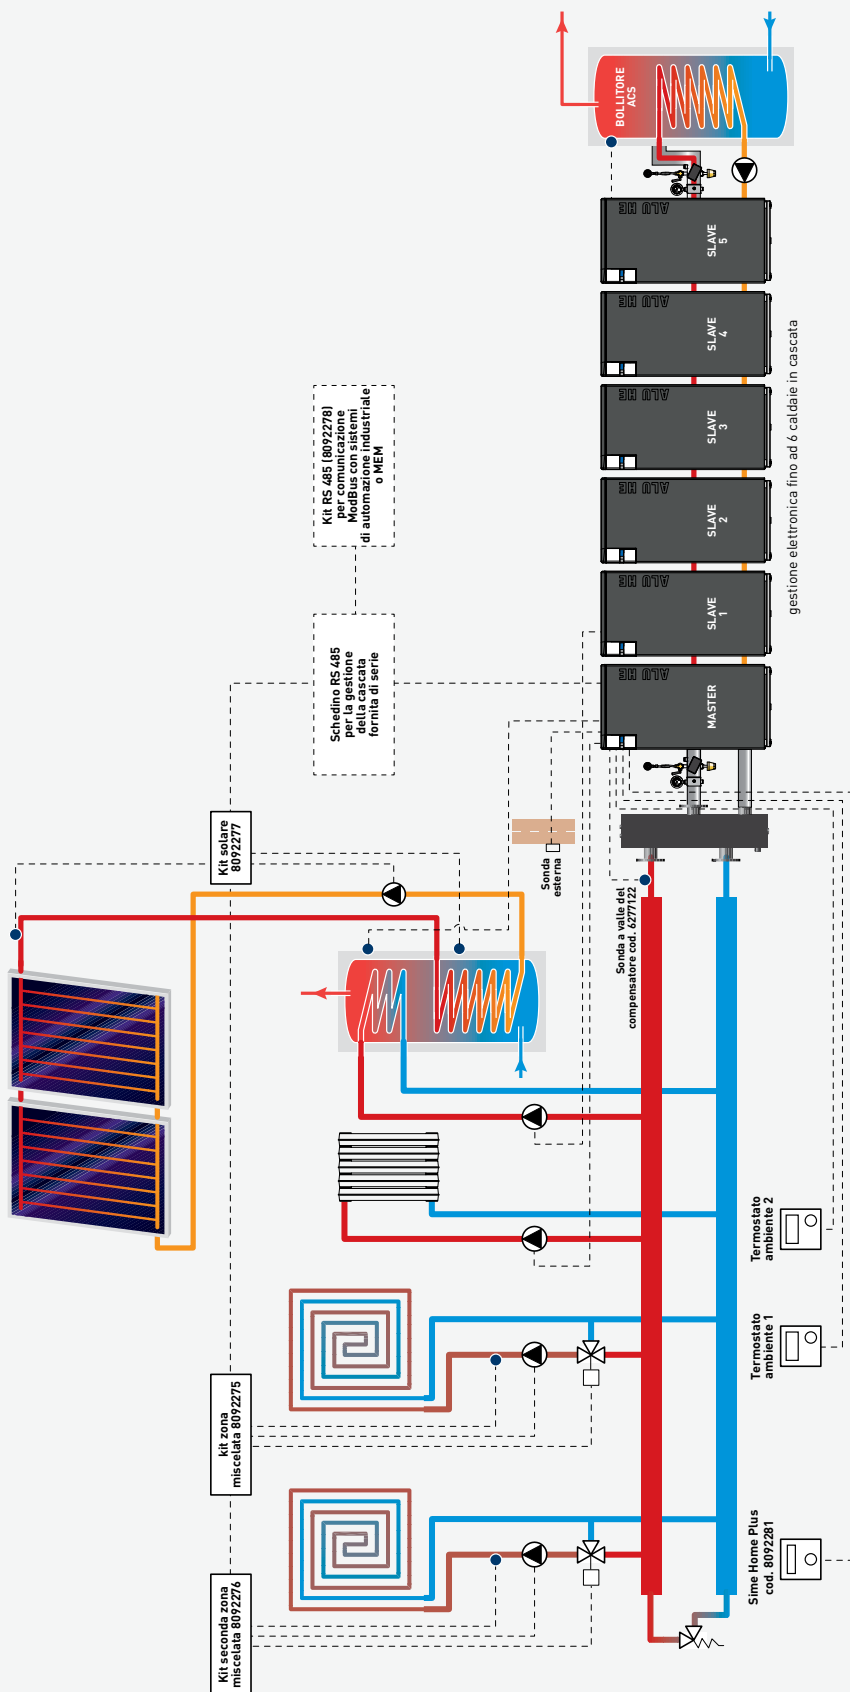 BOLLITORE
ACS
ALU HE
SLAVE
5
ALU HE
SLAVE
4
ALU HE
SLAVE
3
ALU HE
SLAVE
2
ALU HE
SLAVE
1
ALU HE
MASTER
gestione elettronica fino ad 6 caldaie in cascata
Kit RS 485 (8092278)
per comunicazione
ModBus con sistemi
di automazione industriale
o MEM
Schedino RS 485
per la gestione
della cascata
fornita di serie
Kit solare
8092277
Sonda
esterna
Sonda a valle del
compensatore cod. 6277122
Termostato
ambiente 2
Termostato
ambiente 1
Sime Home Plus
cod. 8092281
kit zona
miscelata 8092275
Kit seconda zona
miscelata 8092276